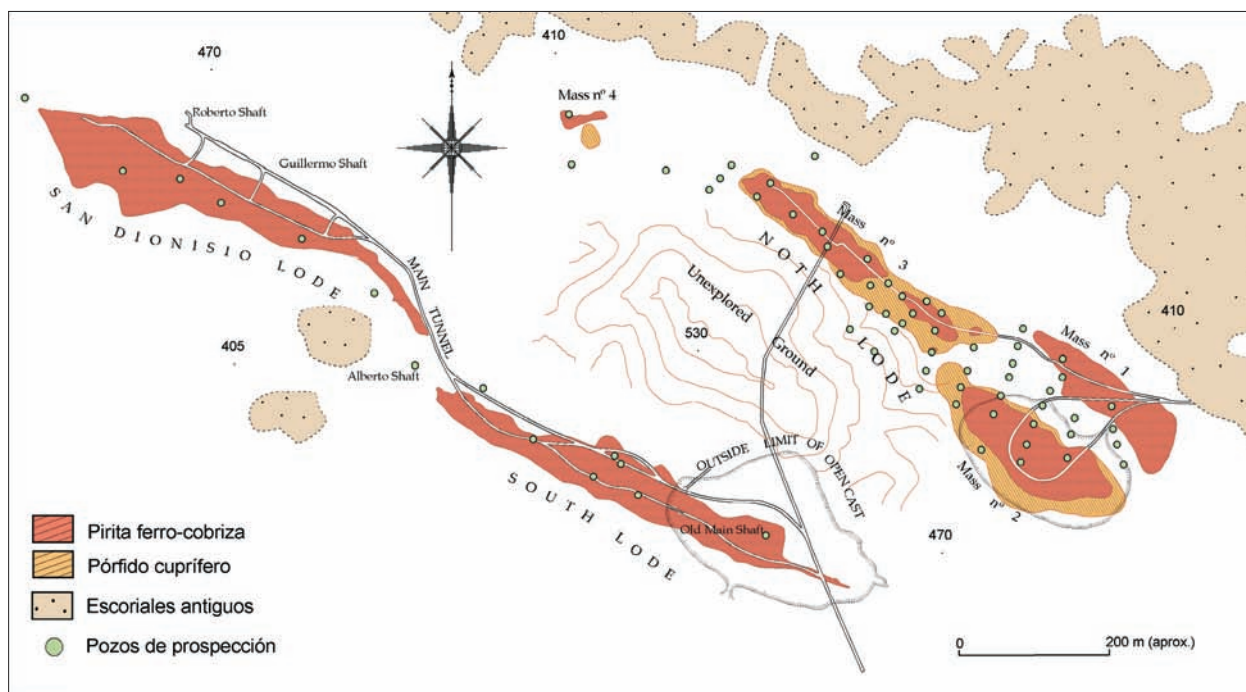 470
410
Mass nº 4
Roberto Shaft
Guillermo Shaft
SAN DIONISIO LODE
MAIN TUNNEL
405
Alberto Shaft
NOTH LODE
Mass nº 3
Unexplored
Ground
530
410
Mass nº 1
Mass nº 2
470
OUTSIDE LIMIT OF OPEN CAST
SOUTH LODE
Old Main Shaft
Pirita ferro-cobriza
Pórfido cuprífero
Escoriales antiguos
Pozos de prospección
0
200 m (aprox.)